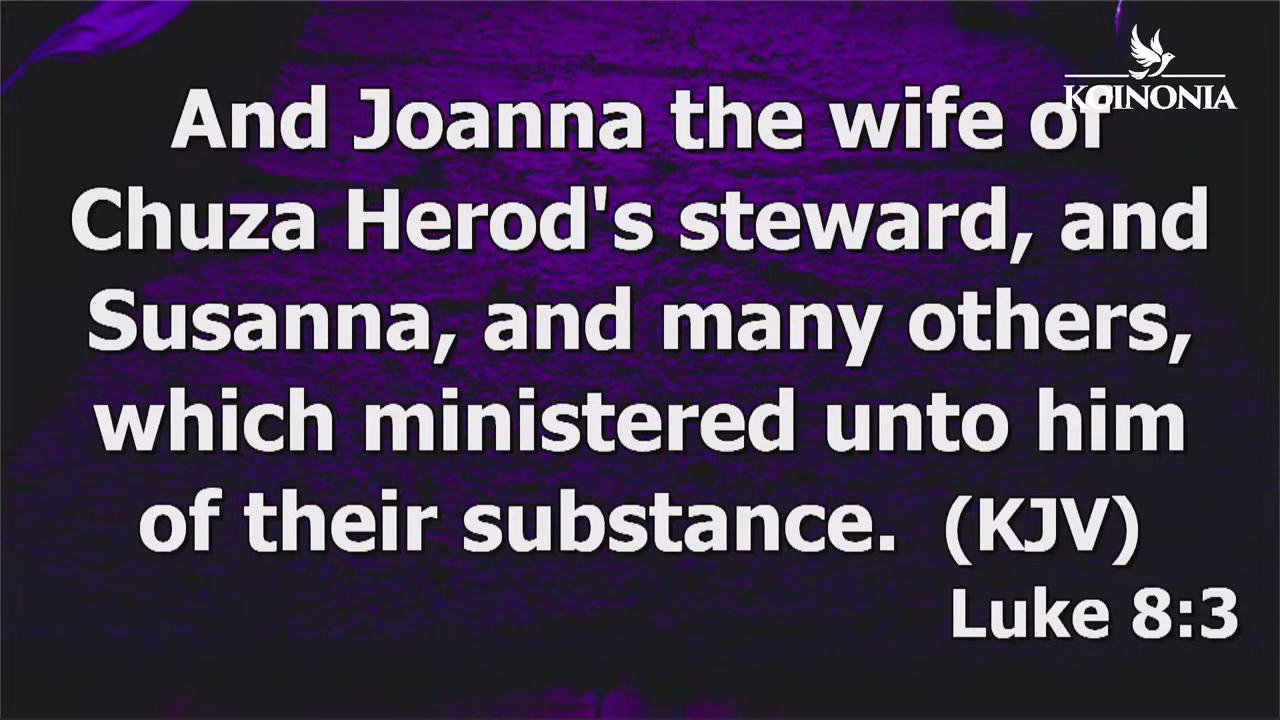 KOINONIA
And Joanna the wife of
Chuza Herod's steward, and
Susanna, and many others,
which ministered unto him
of their substance. (KJV)
Luke 8:3